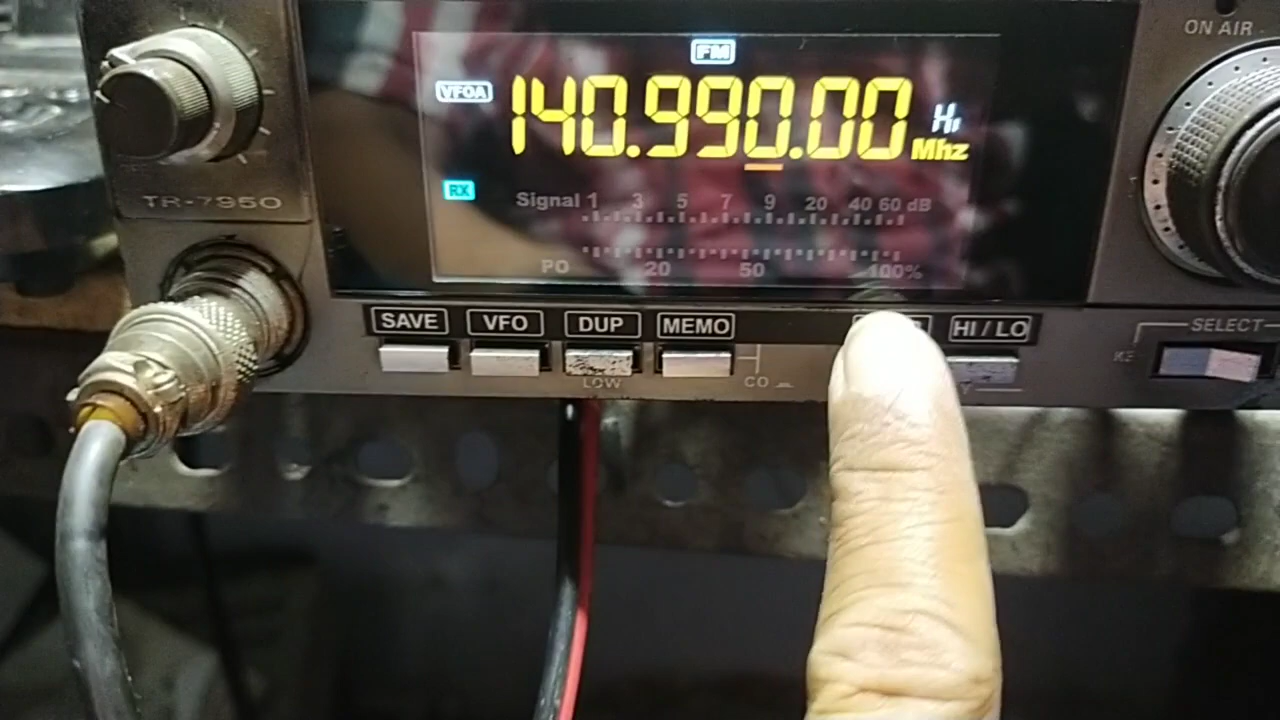 ON AIR
FM
VFOA
140.990.00
Hi
Mhz
RX
TR-7950
Signal 1 3 5 7 9 20 40 60 dB
PO 20 50 100%
SAVE VFO DUP MEMO HI / LO
SELECT
LOW
CO